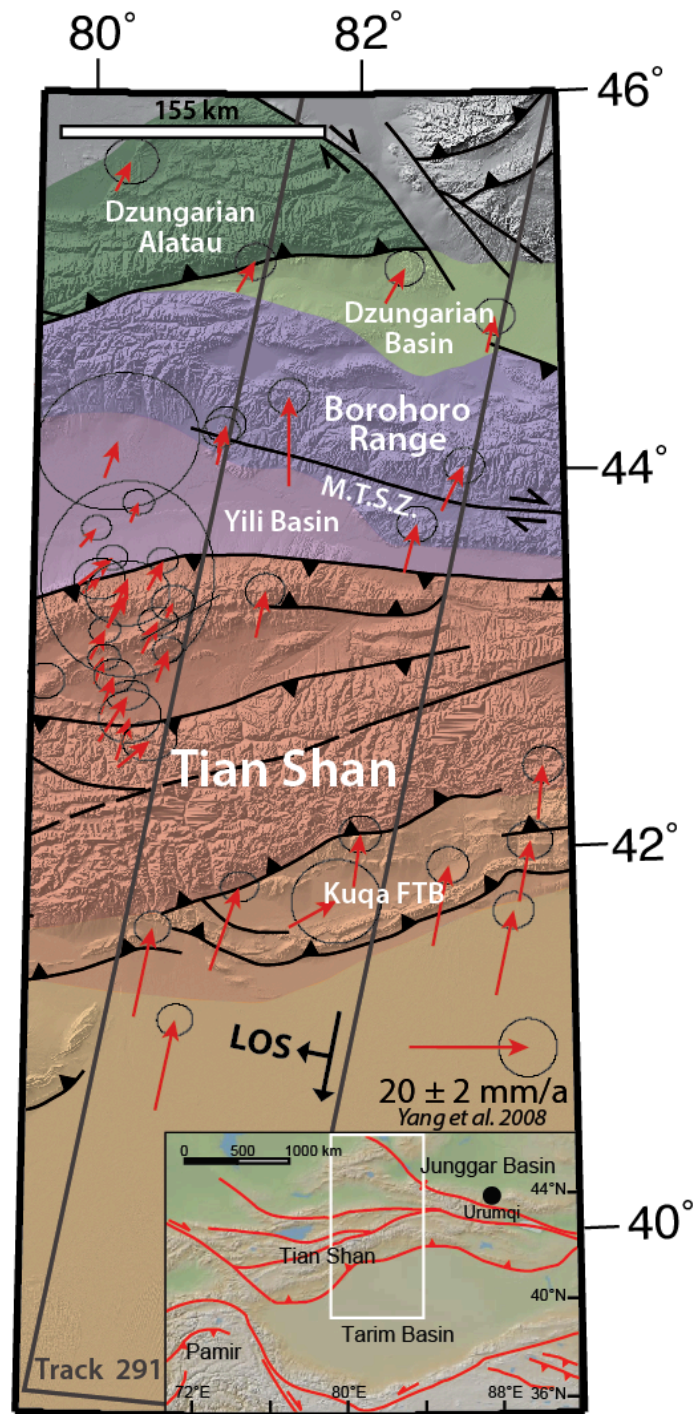 80° 82°
46°
155 km
Dzungarian
Alatau
Dzungarian
Basin
Borohoro
Range
44°
M.T.S.Z.
Yili Basin
Tian Shan
42°
Kuqa FTB
LOS
20 ± 2 mm/a
Yang et al. 2008
0 500 1000 km
Junggar Basin
44°N
Urumqi
40°
Tian Shan
40°N
Tarim Basin
Pamir
Track 291
72°E 80°E 88°E 36°N